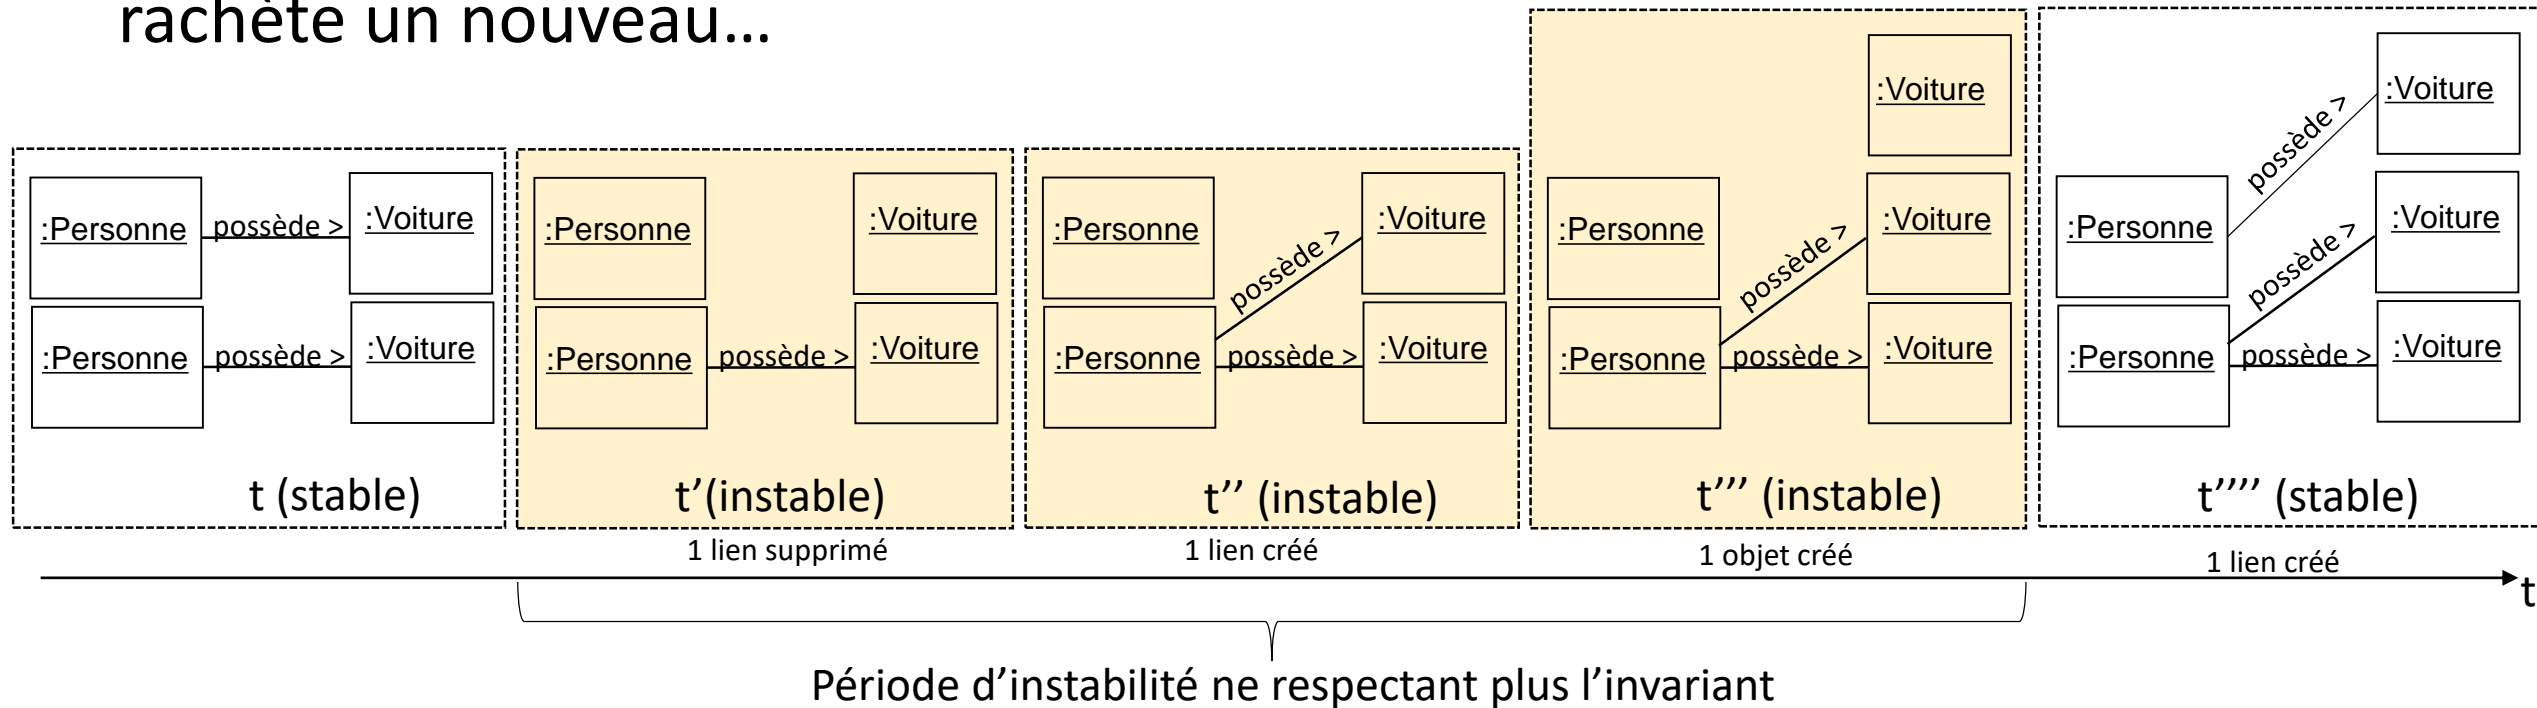 rachète un nouveau…
:Personne possède > :Voiture
:Personne possède > :Voiture
t (stable)
:Personne :Voiture
:Personne possède > :Voiture
t’(instable)
1 lien supprimé
:Personne possède > :Voiture
:Personne possède > :Voiture
t’’ (instable)
1 lien créé
:Voiture
:Personne possède > :Voiture
:Personne possède > :Voiture
t’’’ (instable)
1 objet créé
possède > :Voiture
:Personne possède > :Voiture
:Personne possède > :Voiture
t’’’’ (stable)
1 lien créé
t
Période d’instabilité ne respectant plus l’invariant